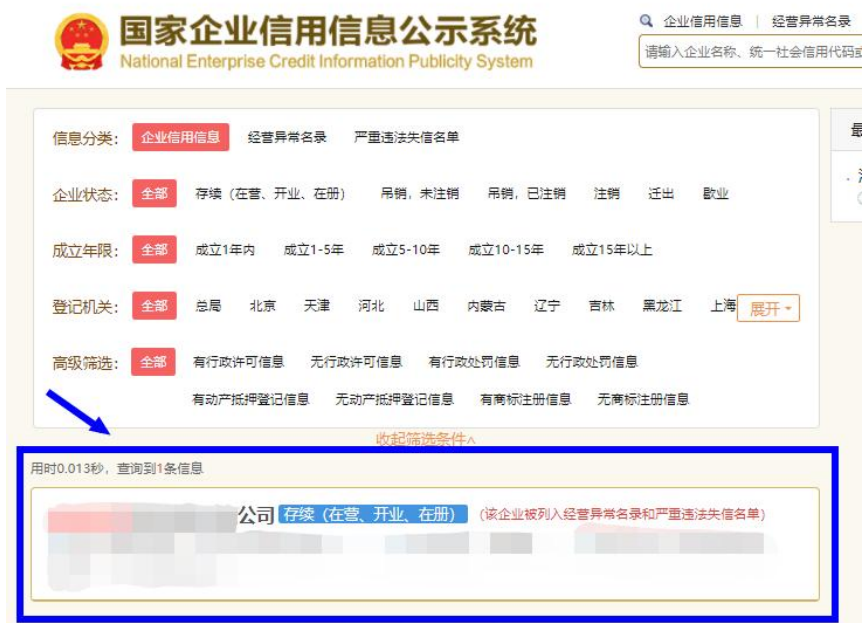 国家企业信用信息公示系统
National Enterprise Credit Information Publicity System
企业信用信息 | 经营异常名录
请输入企业名称、统一社会信用代码或
信息分类： 企业信用信息 经营异常名录 严重违法失信名单
企业状态： 全部 存续（在营、开业、在册） 吊销，未注销 吊销，已注销 注销 迁出 歇业
成立年限： 全部 成立1年内 成立1-5年 成立5-10年 成立10-15年 成立15年以上
登记机关： 全部 总局 北京 天津 河北 山西 内蒙古 辽宁 吉林 黑龙江 上海 展开
高级筛选： 全部 有行政许可信息 无行政许可信息 有行政处罚信息 无行政处罚信息
有动产抵押登记信息 无动产抵押登记信息 有商标注册信息 无商标注册信息
收起筛选条件
用时0.013秒，查询到1条信息
公司 存续（在营、开业、在册） （该企业被列入经营异常名录和严重违法失信名单）